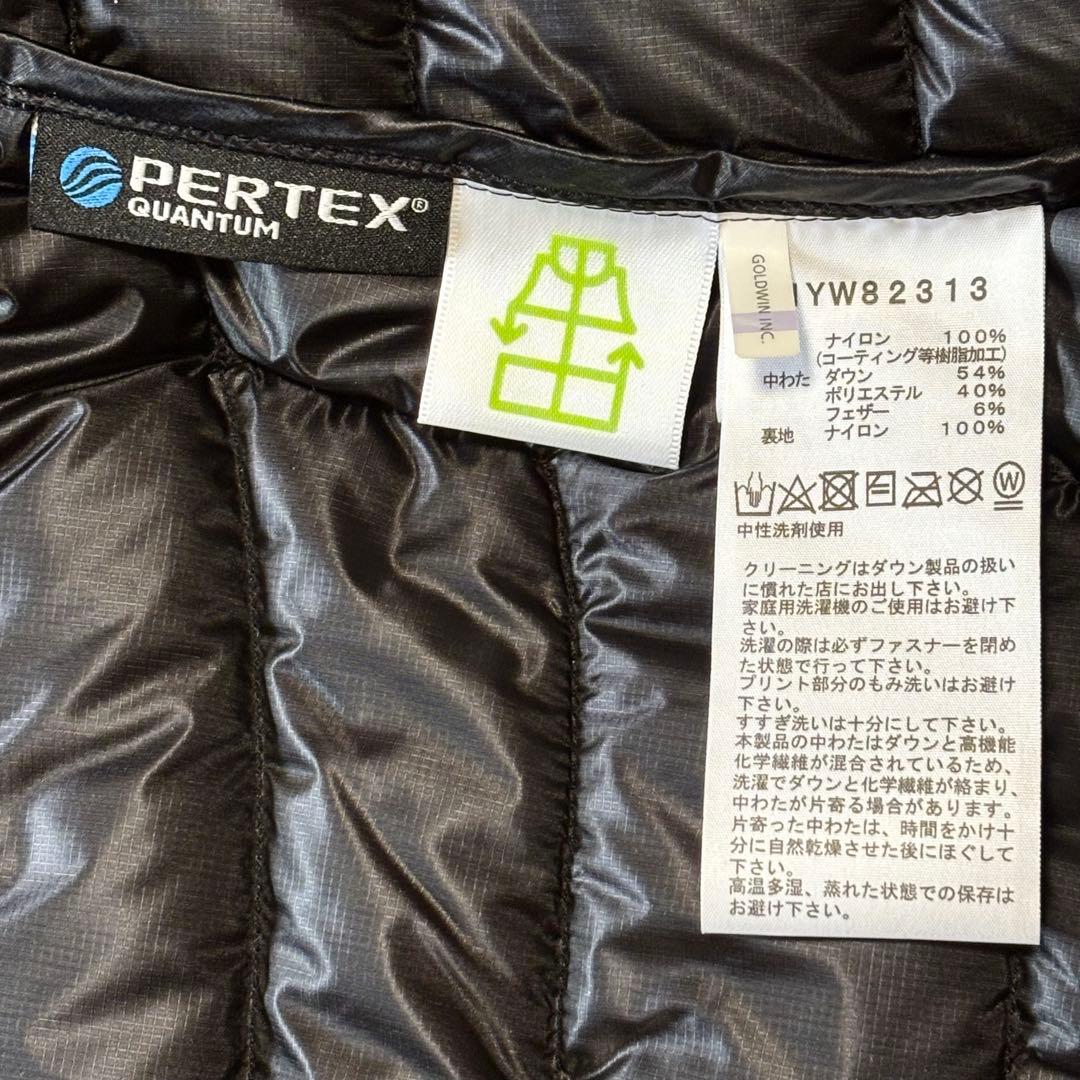 PERTEX®
QUANTUM
GOLDWIN INC.
YW82313
ナイロン 100%
(コーティング等樹脂加工)
中わた ダウン 54%
ポリエステル 40%
フェザー 6%
裏地 ナイロン 100%
W
中性洗剤使用
クリーニングはダウン製品の扱い
に慣れた店にお出し下さい。
家庭用洗濯機のご使用はお避け下
さい。
洗濯の際は必ずファスナーを閉め
た状態で行って下さい。
プリント部分のもみ洗いはお避け
下さい。
すすぎ洗いは十分にして下さい。
本製品の中わたはダウンと高機能
化学繊維が混合されているため、
洗濯でダウンと化学繊維が絡まり、
中わたが片寄る場合があります。
片寄った中わたは、時間をかけ十
分に自然乾燥させた後にほぐして
下さい。
高温多湿、蒸れた状態での保存は
お避け下さい。